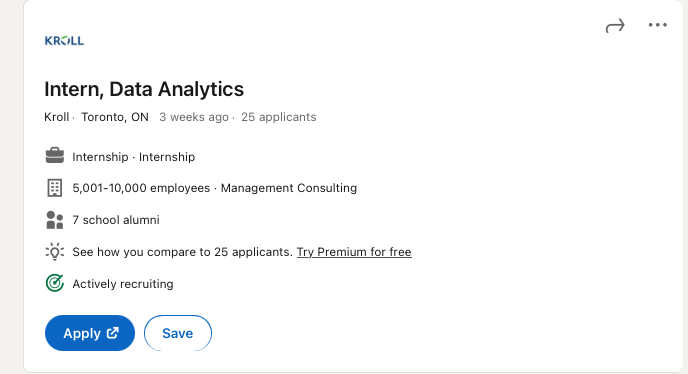 KROLL
Intern, Data Analytics
Kroll · Toronto, ON 3 weeks ago · 25 applicants
Internship · Internship
5,001-10,000 employees · Management Consulting
7 school alumni
See how you compare to 25 applicants. Try Premium for free
Actively recruiting
Apply Save